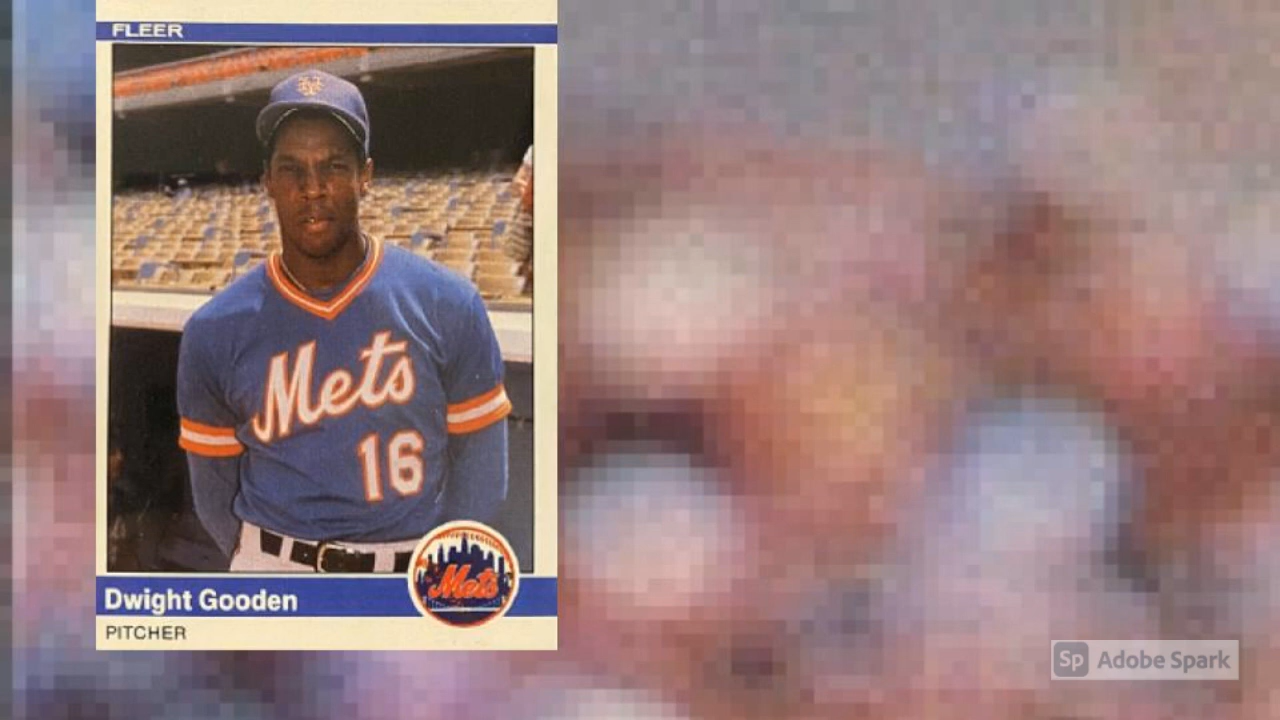 FLEER
Mets
16
Mets
Dwight Gooden
PITCHER
Sp Adobe Spark